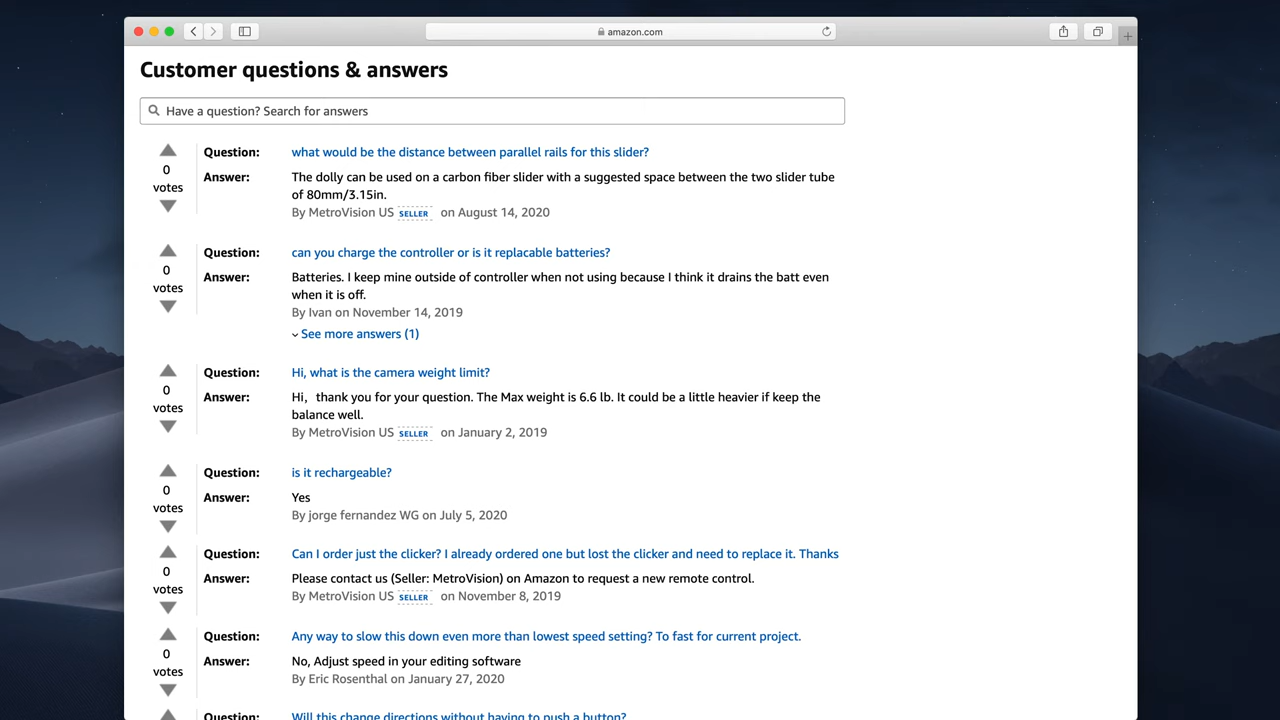 amazon.com
Customer questions & answers
Have a question? Search for answers
0
votes
Question: what would be the distance between parallel rails for this slider?
Answer: The dolly can be used on a carbon fiber slider with a suggested space between the two slider tube
of 80mm/3.15in.
By MetroVision US SELLER on August 14, 2020
0
votes
Question: can you charge the controller or is it replacable batteries?
Answer: Batteries. I keep mine outside of controller when not using because I think it drains the batt even
when it is off.
By Ivan on November 14, 2019
See more answers (1)
0
votes
Question: Hi, what is the camera weight limit?
Answer: Hi，thank you for your question. The Max weight is 6.6 lb. It could be a little heavier if keep the
balance well.
By MetroVision US SELLER on January 2, 2019
0
votes
Question: is it rechargeable?
Answer: Yes
By jorge fernandez WG on July 5, 2020
0
votes
Question: Can I order just the clicker? I already ordered one but lost the clicker and need to replace it. Thanks
Answer: Please contact us (Seller: MetroVision) on Amazon to request a new remote control.
By MetroVision US SELLER on November 8, 2019
0
votes
Question: Any way to slow this down even more than lowest speed setting? To fast for current project.
Answer: No, Adjust speed in your editing software
By Eric Rosenthal on January 27, 2020
Question: Will this change directions without having to push a button?